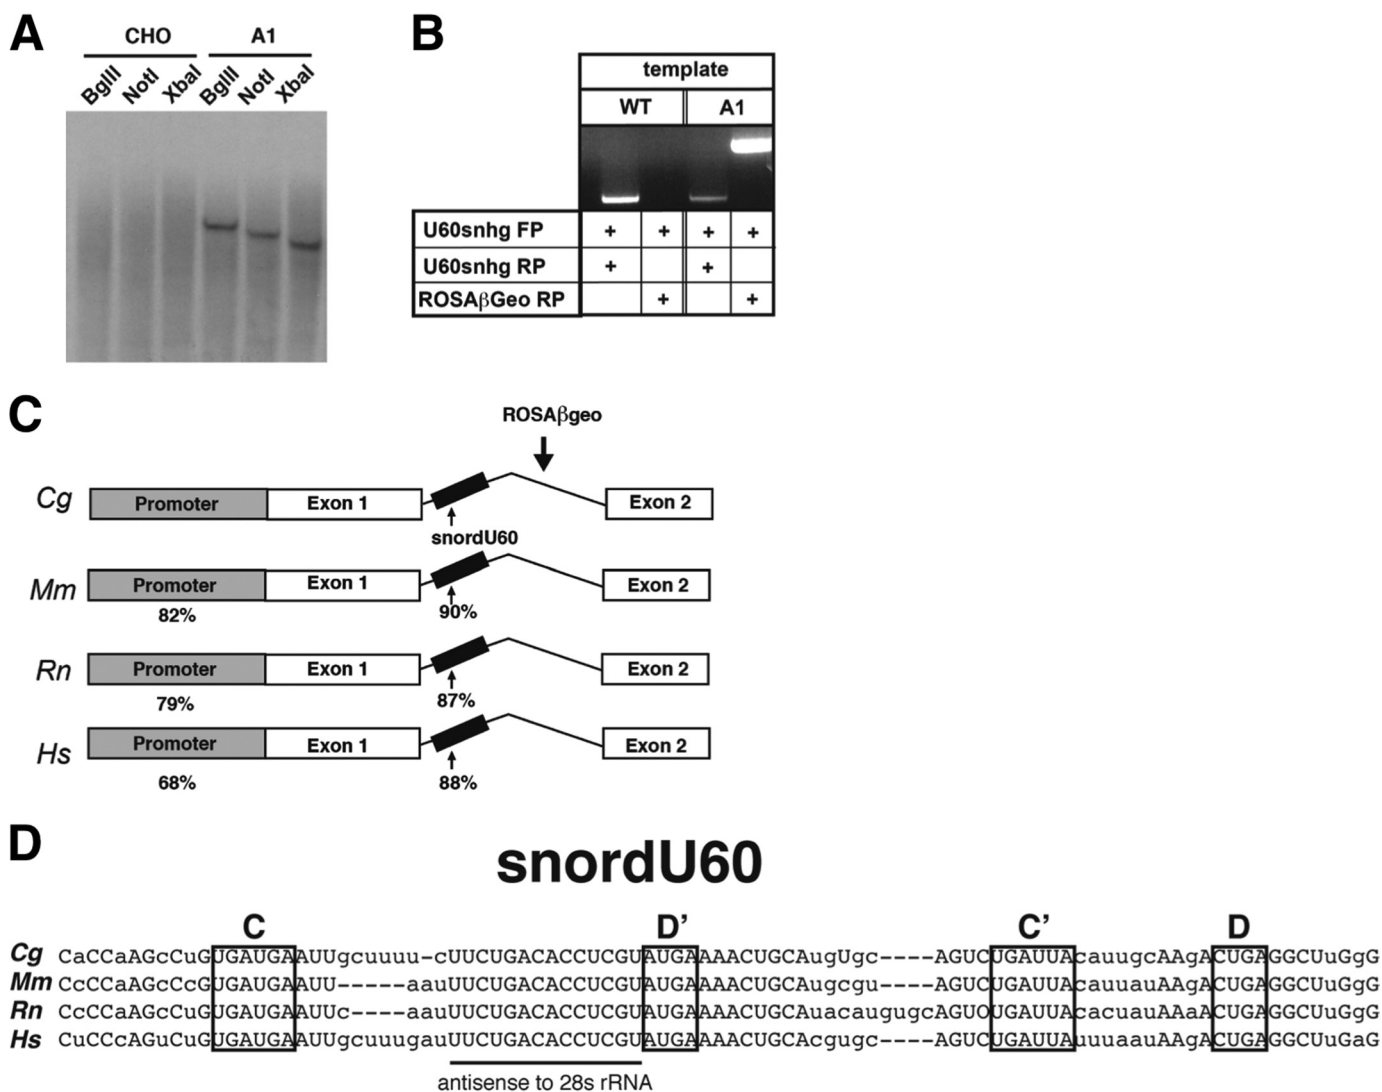 A
CHO A1
BglII NotI XbaI BglII NotI XbaI
B
template
WT A1
U60snhg FP + + + +
U60snhg RP + +
ROSAβGeo RP + +
C
ROSAβgeo
Cg Promoter Exon 1 Exon 2
snordU60
Mm Promoter Exon 1 Exon 2
82% 90%
Rn Promoter Exon 1 Exon 2
79% 87%
Hs Promoter Exon 1 Exon 2
68% 88%
D
snordU60
C D’ C’ D
Cg CaCCaAGcCuGUGAUGAAUUgcuuuu-cUUCUGACACCUCGUAUGAAAACUGCAugUgc----AGUCUGAUUAcauugcAAgACUGAGGCUuGgG
Mm CcCCaAGcCcGUGAUGAAUU-----aauUUCUGACACCUCGUAUGAAAACUGCAugcgu----AGUCUGAUUAcauuauAAgACUGAGGCUuGgG
Rn CcCCaAGcCuGUGAUGAAUUc----aauUUCUGACACCUCGUAUGAAAACUGCAuacaugugcAGUOUGAUUAcacuauAAaACUGAGGCUuGgG
Hs CuCCcAGuCuGUGAUGAAUUgcuuugauUUCUGACACCUCGUAUGAAAACUGCAcgugc----AGUCUGAUUAuuuaauAAgACUGAGGCUuGaG
antisense to 28s rRNA